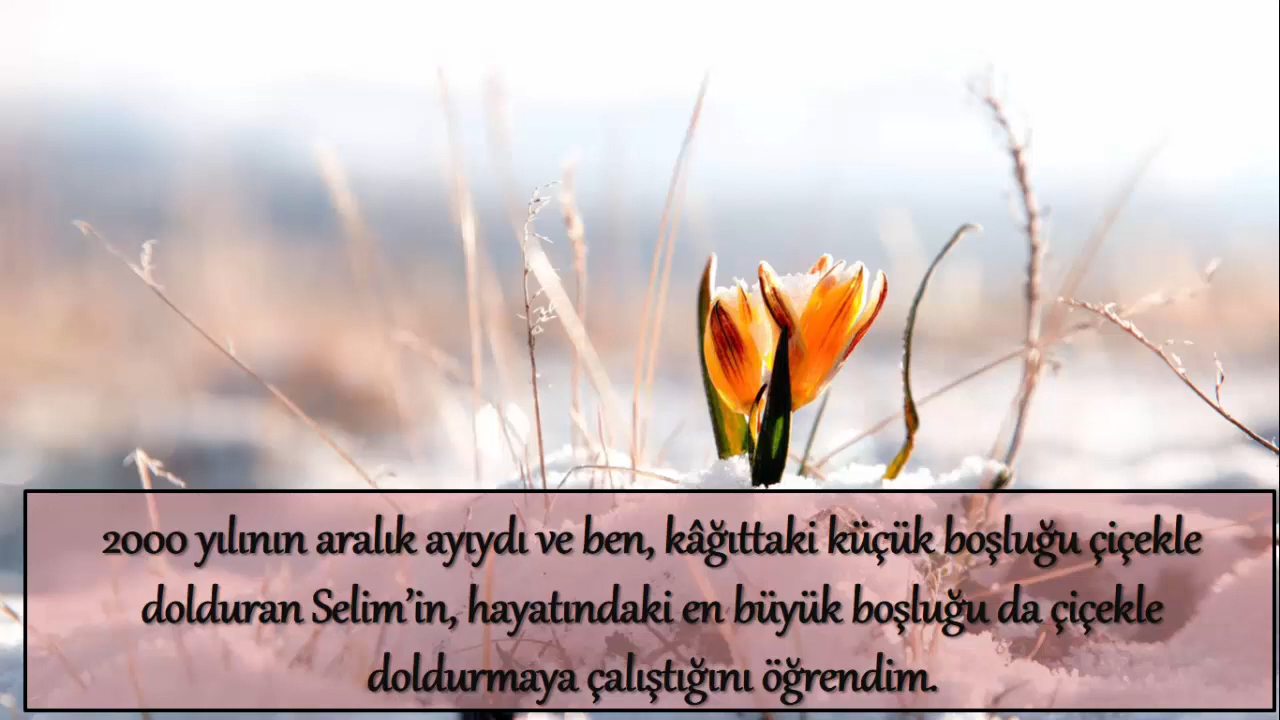 2000 yılının aralık ayıydı ve ben, kâğıttaki küçük boşluğu çiçekle
dolduran Selim’in, hayatındaki en büyük boşluğu da çiçekle
doldurmaya çalıştığını öğrendim.